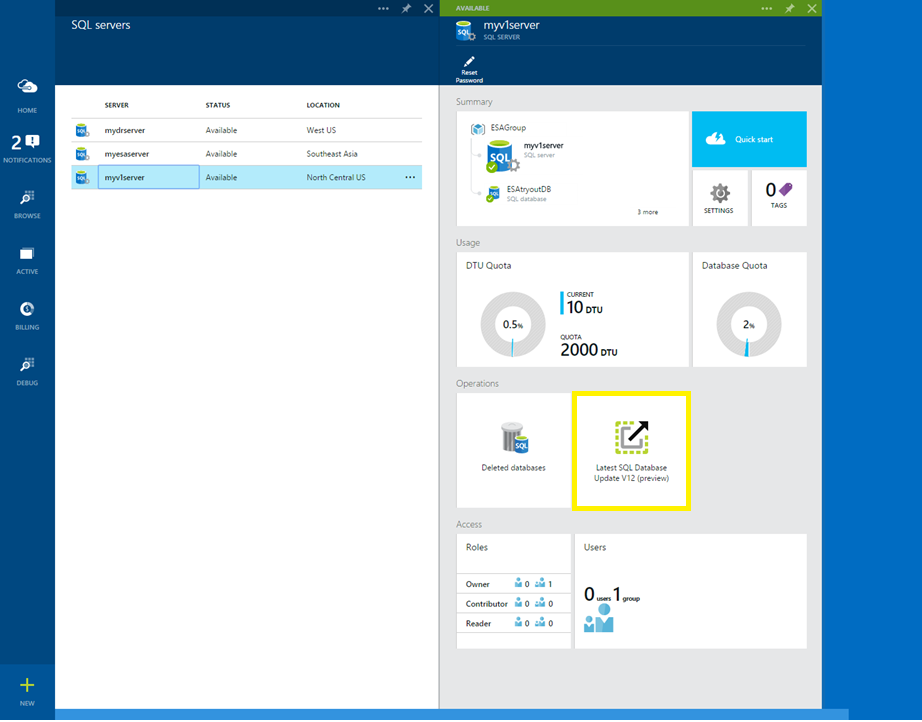 SQL servers
SERVER STATUS LOCATION
mydrserver Available West US
myesaserver Available Southeast Asia
myv1server Available North Central US
HOME
2
NOTIFICATIONS
BROWSE
ACTIVE
BILLING
DEBUG
NEW
AVAILABLE
SQL
myv1server
SQL SERVER
Reset
Password
Summary
ESAGroup
SQL
myv1server
SQL server
ESAtryoutDB
SQL database
3 more
Quick start
SETTINGS
0
TAGS
Usage
DTU Quota
0.5%
CURRENT
10 DTU
QUOTA
2000 DTU
Database Quota
2%
Operations
SQL
Deleted databases
Latest SQL Database
Update V12 (preview)
Access
Roles
Owner 0 1
Contributor 0 0
Reader 0 0
Users
0 users 1 group